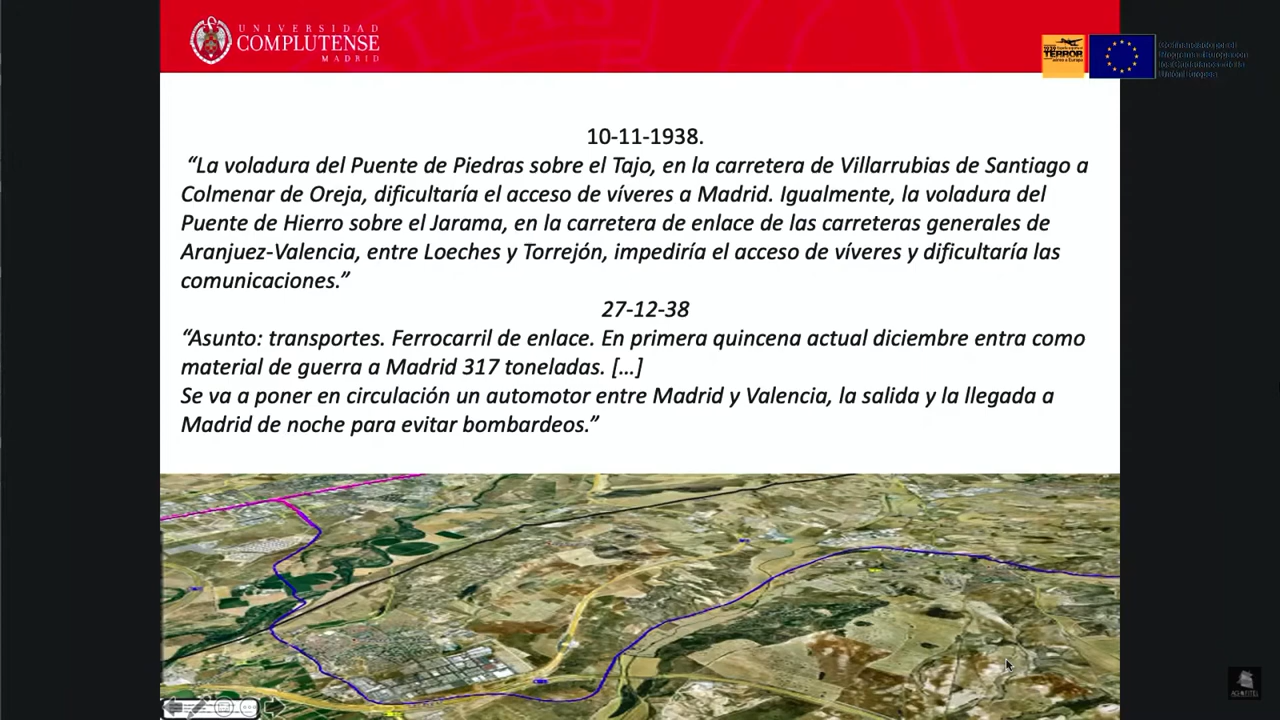 UNIVERSIDAD
COMPLUTENSE
MADRID
TERROR
10-11-1938.
“La voladura del Puente de Piedras sobre el Tajo, en la carretera de Villarrubias de Santiago a
Colmenar de Oreja, dificultaría el acceso de víveres a Madrid. Igualmente, la voladura del
Puente de Hierro sobre el Jarama, en la carretera de enlace de las carreteras generales de
Aranjuez-Valencia, entre Loeches y Torrejón, impediría el acceso de víveres y dificultaría las
comunicaciones.”
27-12-38
“Asunto: transportes. Ferrocarril de enlace. En primera quincena actual diciembre entra como
material de guerra a Madrid 317 toneladas. […]
Se va a poner en circulación un automotor entre Madrid y Valencia, la salida y la llegada a
Madrid de noche para evitar bombardeos.”